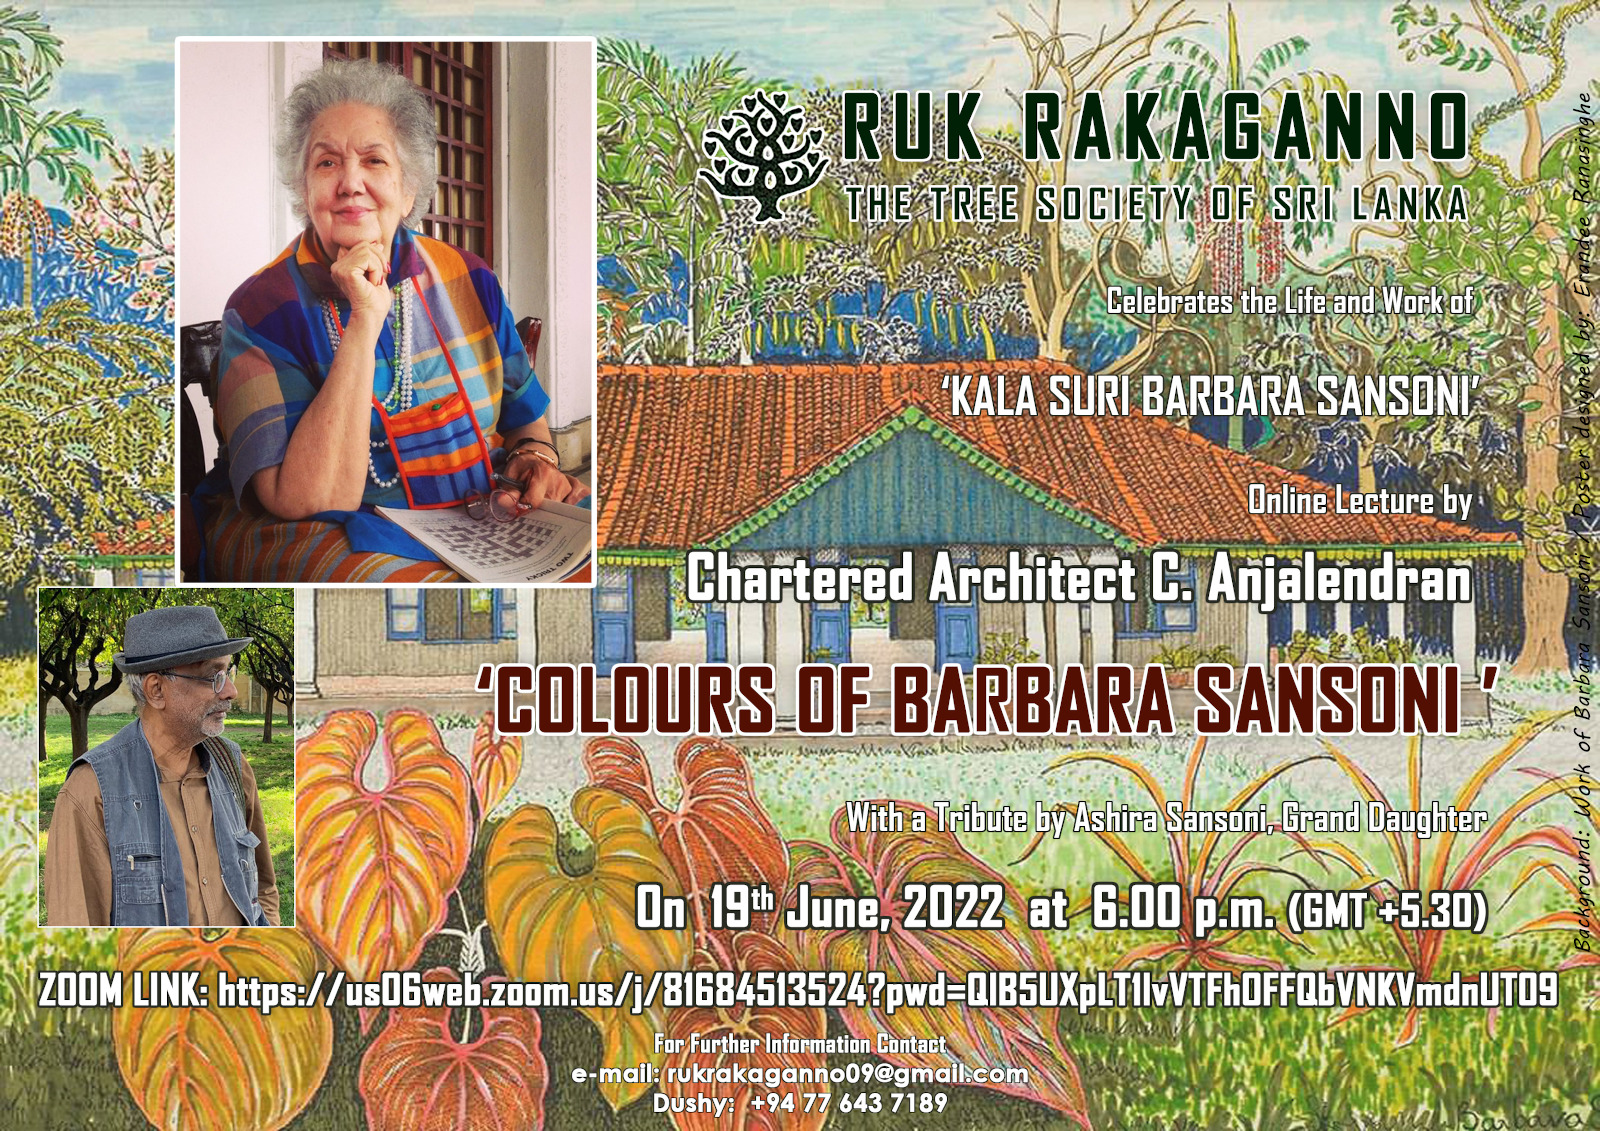 RUK RAKAGANNO
THE TREE SOCIETY OF SRI LANKA
Celebrates the Life and Work of
‘KALA SURI BARBARA SANSONI’
Online Lecture by
Chartered Architect C. Anjalendran
‘COLOURS OF BARBARA SANSONI ’
With a Tribute by Ashira Sansoni, Grand Daughter
On 19th June, 2022 at 6.00 p.m. (GMT +5.30)
ZOOM LINK: https://us06web.zoom.us/j/81684513524?pwd=QlB5UXpLT1lvVTFhOFFQbVNKVmdnUT09
For Further Information Contact
e-mail: rukrakaganno09@gmail.com
Dushy: +94 77 643 7189
Background: Work of Barbara Sansoni / Poster designed by: Erandee Ranasinghe
TWO TRICKY
Barbara